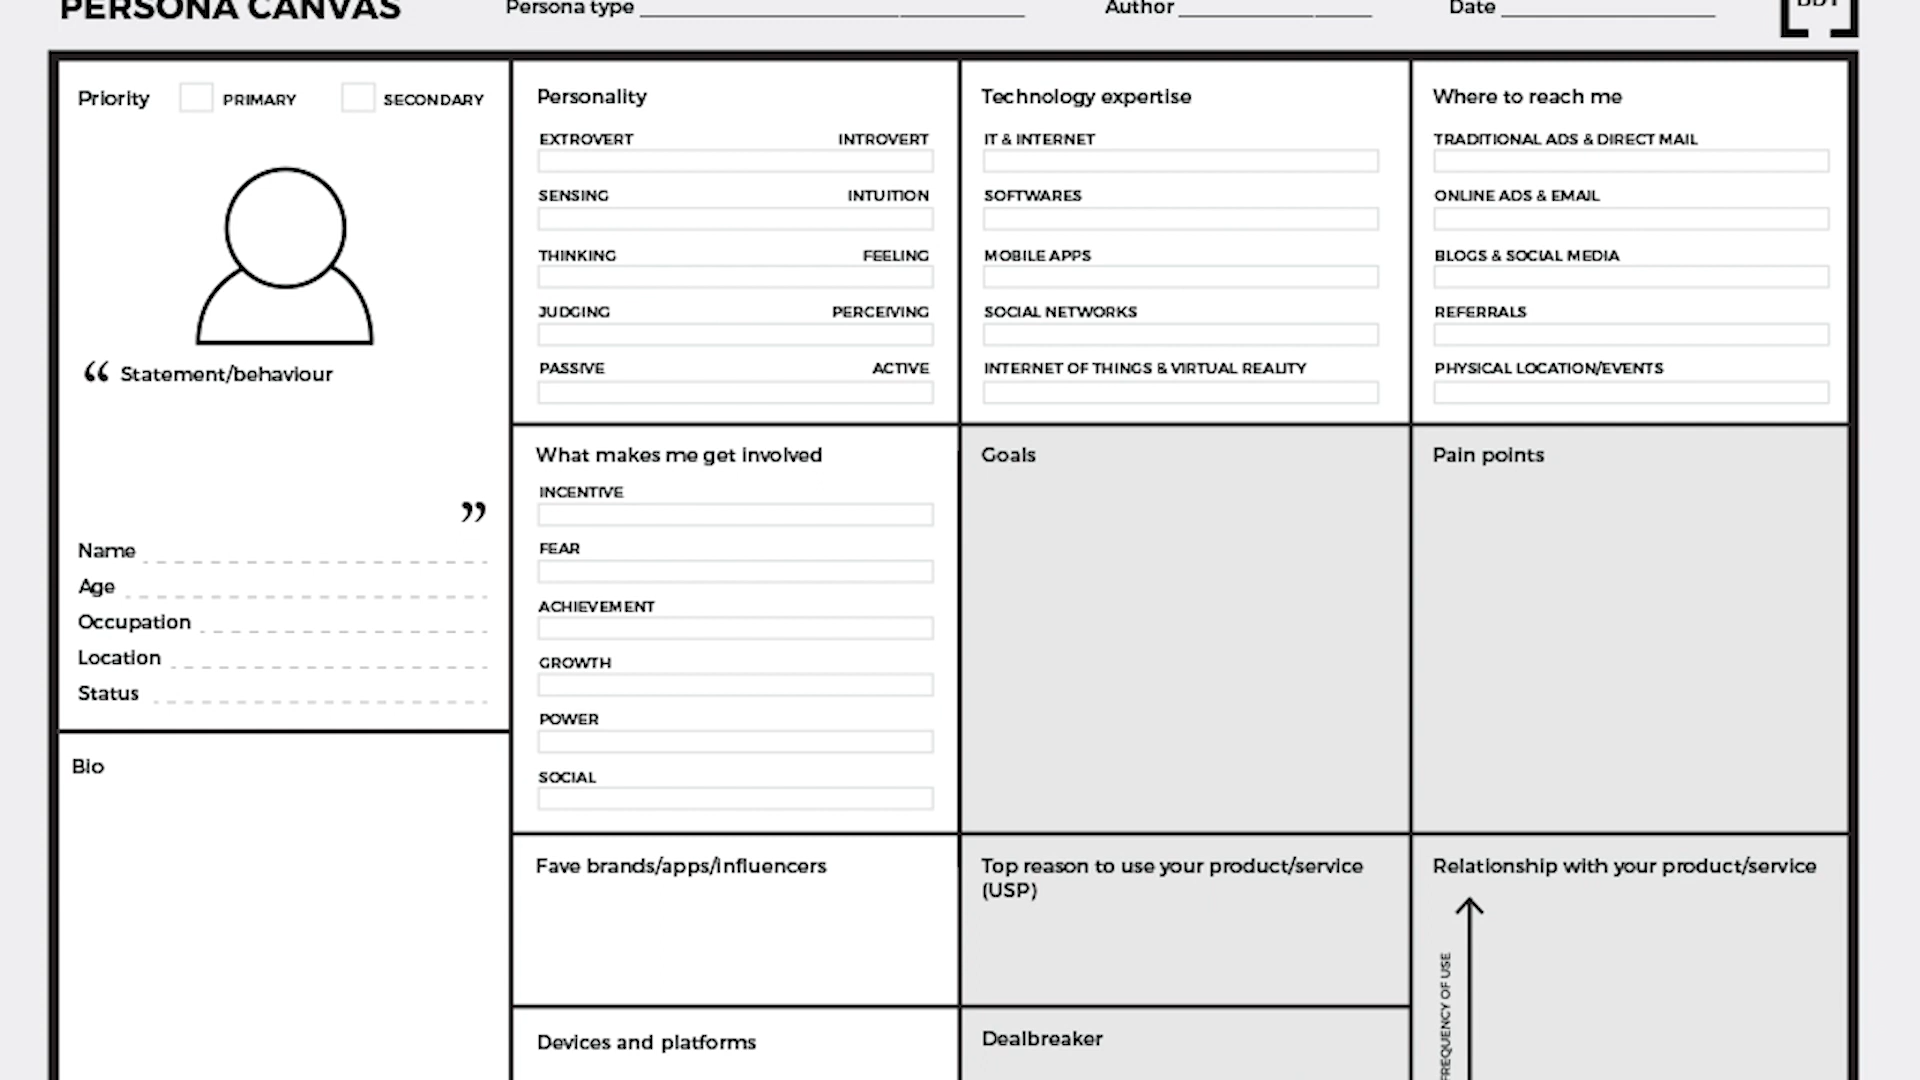 PERSONA CANVAS
Persona type
Author
Date
Priority
PRIMARY
SECONDARY
“ Statement/behaviour
”
Name
Age
Occupation
Location
Status
Bio
Personality
EXTROVERT INTROVERT
SENSING INTUITION
THINKING FEELING
JUDGING PERCEIVING
PASSIVE ACTIVE
Technology expertise
IT & INTERNET
SOFTWARES
MOBILE APPS
SOCIAL NETWORKS
INTERNET OF THINGS & VIRTUAL REALITY
Where to reach me
TRADITIONAL ADS & DIRECT MAIL
ONLINE ADS & EMAIL
BLOGS & SOCIAL MEDIA
REFERRALS
PHYSICAL LOCATION/EVENTS
What makes me get involved
INCENTIVE
FEAR
ACHIEVEMENT
GROWTH
POWER
SOCIAL
Goals
Pain points
Fave brands/apps/influencers
Top reason to use your product/service
(USP)
Relationship with your product/service
FREQUENCY OF USE
Devices and platforms
Dealbreaker